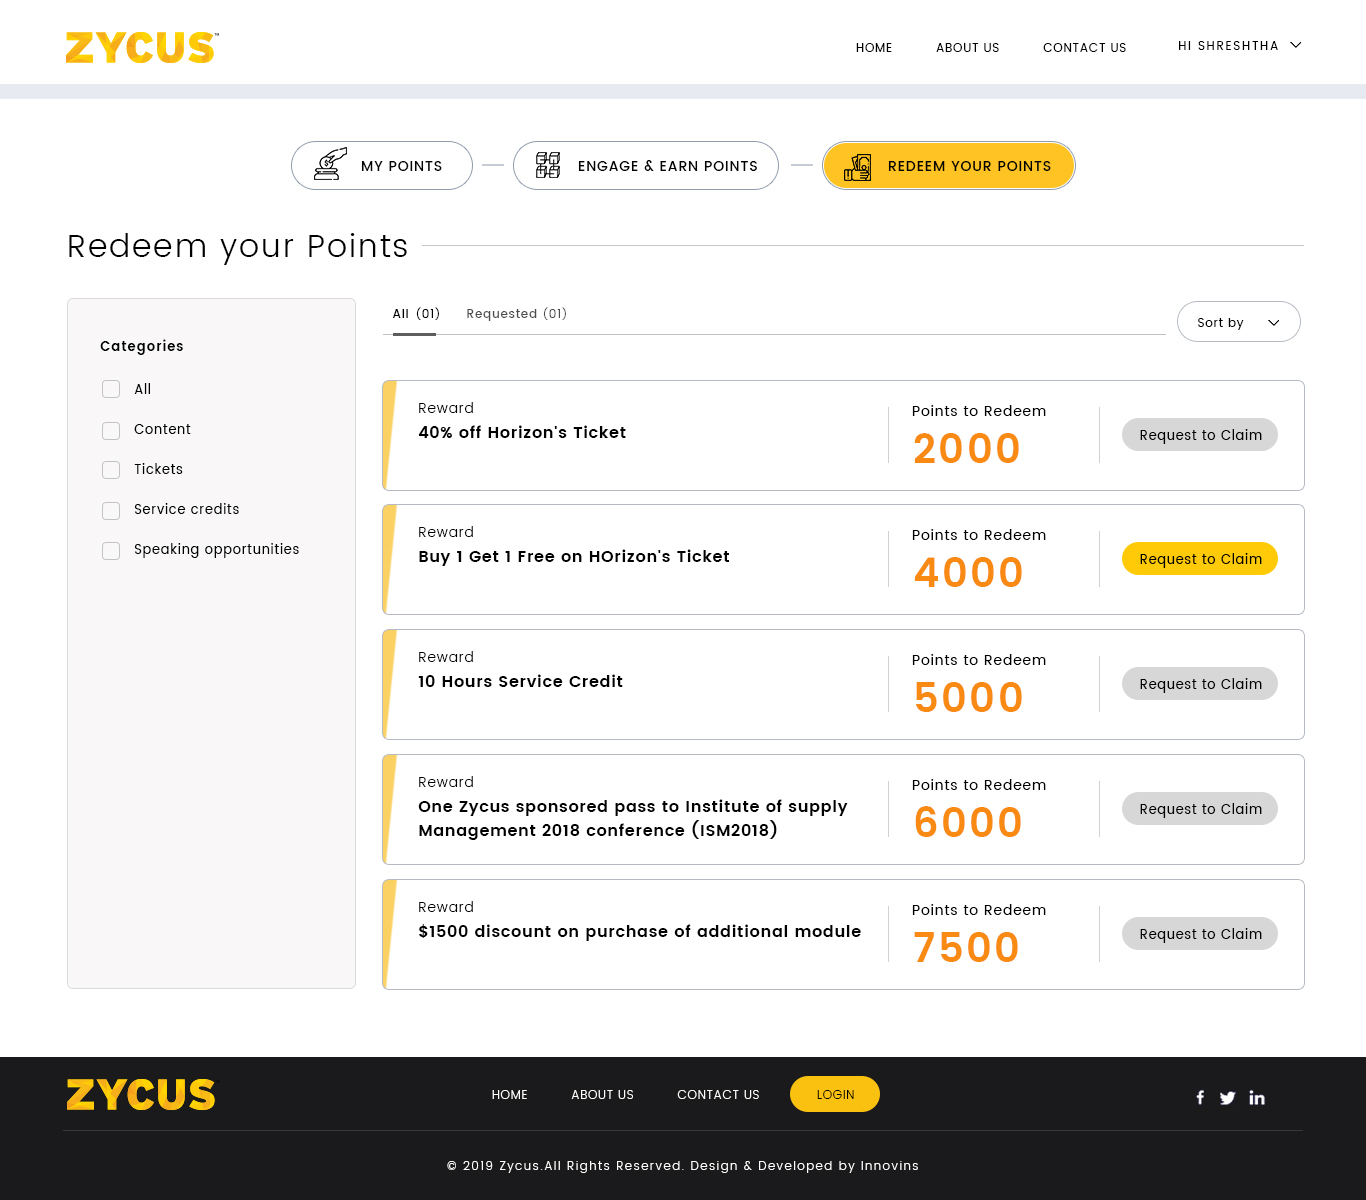 ZYCUS™
HOME ABOUT US CONTACT US HI SHRESHTHA
MY POINTS ENGAGE & EARN POINTS REDEEM YOUR POINTS
Redeem your Points
Categories
All
Content
Tickets
Service credits
Speaking opportunities
All (01) Requested (01)
Sort by
Reward
40% off Horizon's Ticket
Points to Redeem
2000
Request to Claim
Reward
Buy 1 Get 1 Free on HOrizon's Ticket
Points to Redeem
4000
Request to Claim
Reward
10 Hours Service Credit
Points to Redeem
5000
Request to Claim
Reward
One Zycus sponsored pass to Institute of supply
Management 2018 conference (ISM2018)
Points to Redeem
6000
Request to Claim
Reward
$1500 discount on purchase of additional module
Points to Redeem
7500
Request to Claim
ZYCUS
HOME ABOUT US CONTACT US LOGIN
© 2019 Zycus.All Rights Reserved. Design & Developed by Innovins